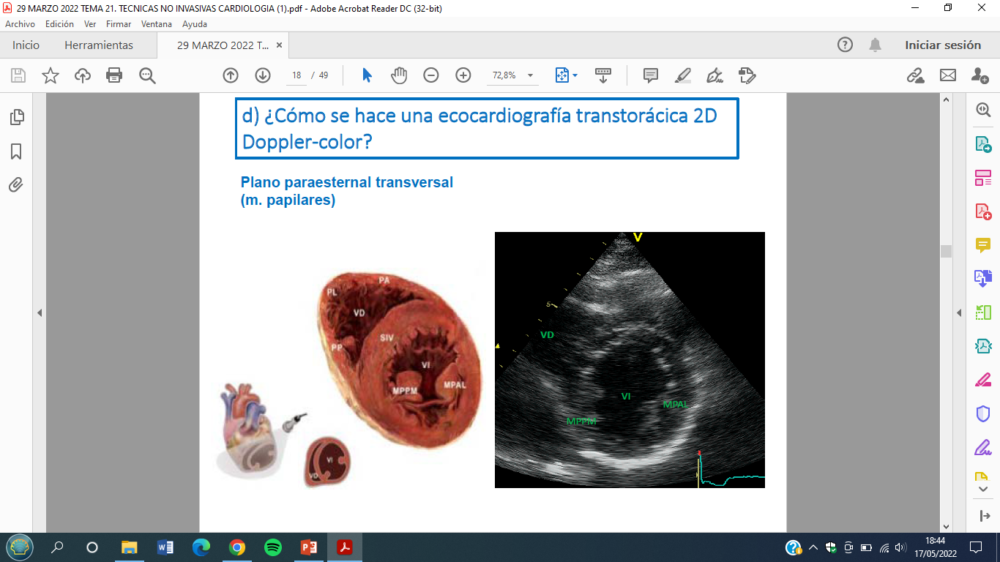 29 MARZO 2022 TEMA 21. TECNICAS NO INVASIVAS CARDIOLOGIA (1).pdf - Adobe Acrobat Reader DC (32-bit)
Archivo Edición Ver Firmar Ventana Ayuda
Inicio Herramientas 29 MARZO 2022 T... Iniciar sesión
18 / 49 72,8%
d) ¿Cómo se hace una ecocardiografía transtorácica 2D
Doppler-color?
Plano paraesternal transversal
(m. papilares)
PA
PL
VD
SIV
PP
VI
MPPM
MPAL
VI
VD
V
5
VD
VI
MPAL
MPPM
18:44
17/05/2022